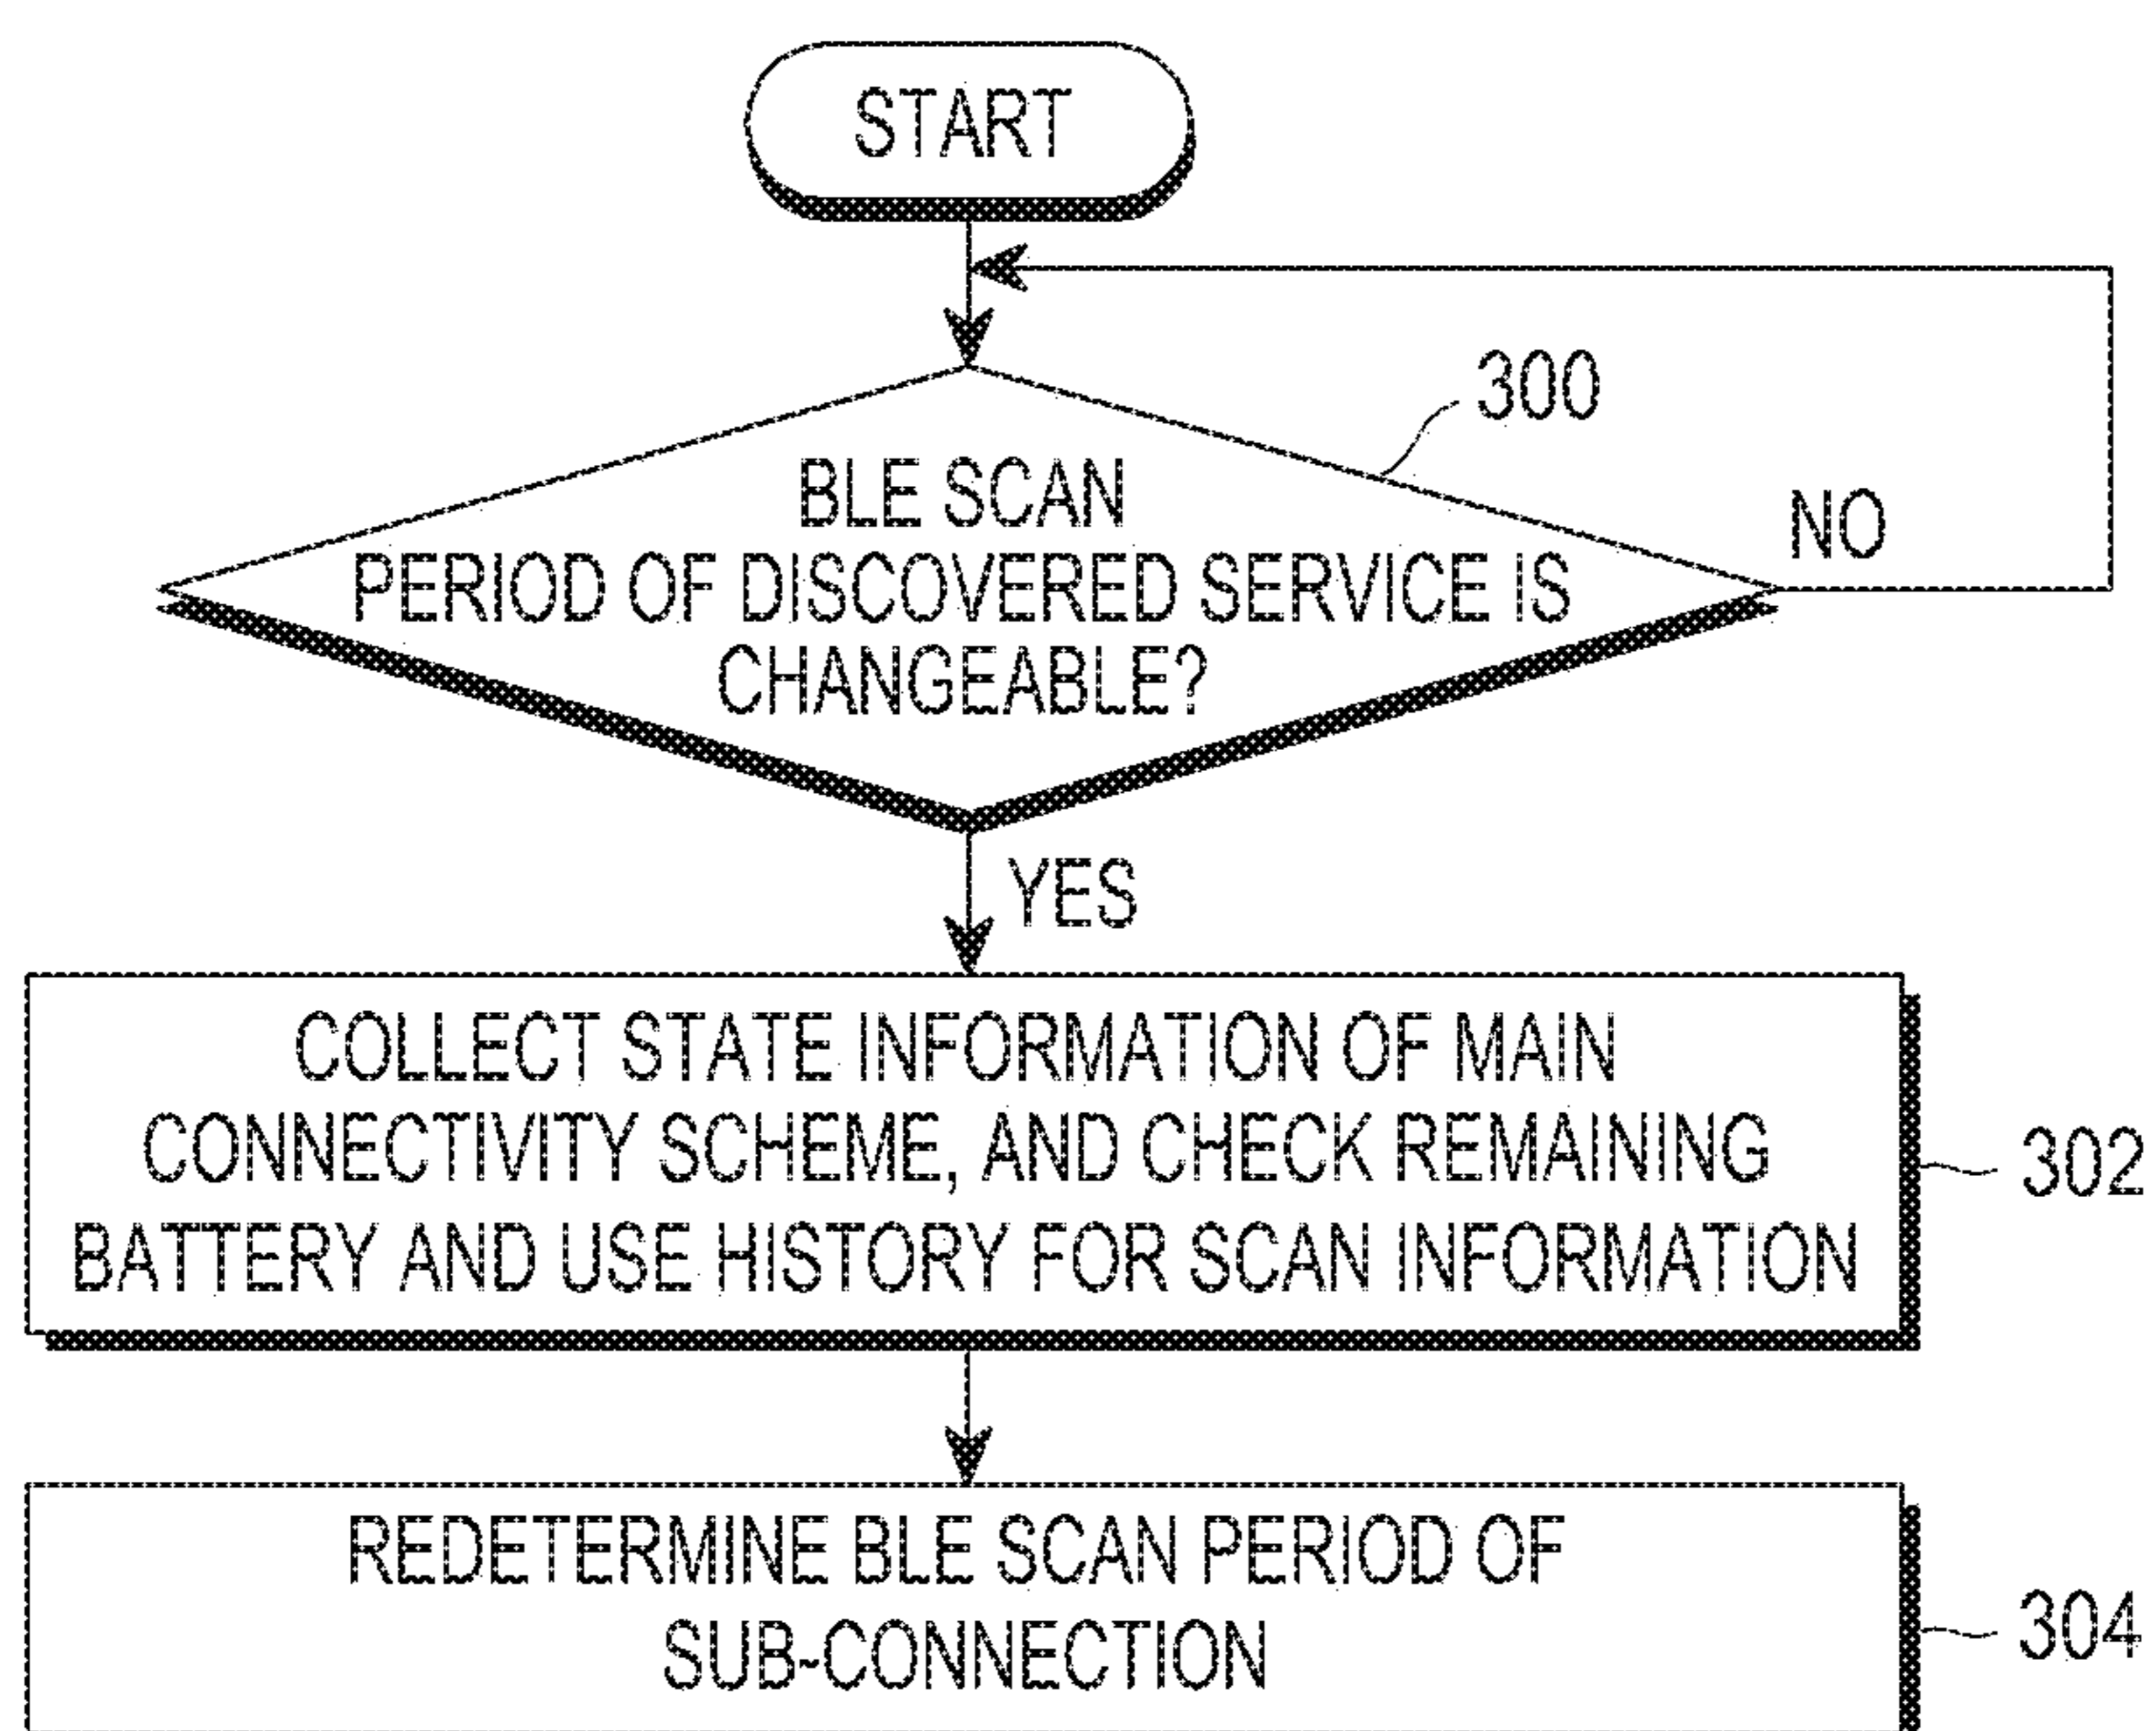 START
300
BLE SCAN
NO
PERIOD OF DISCOVERED SERVICE IS
CHANGEABLE?
YES
COLLECT STATE INFORMATION OF MAIN
CONNECTIVITY SCHEME, AND CHECK REMAINING
BATTERY AND USE HISTORY FOR SCAN INFORMATION
302
REDETERMINE BLE SCAN PERIOD OF
SUB-CONNECTION
304